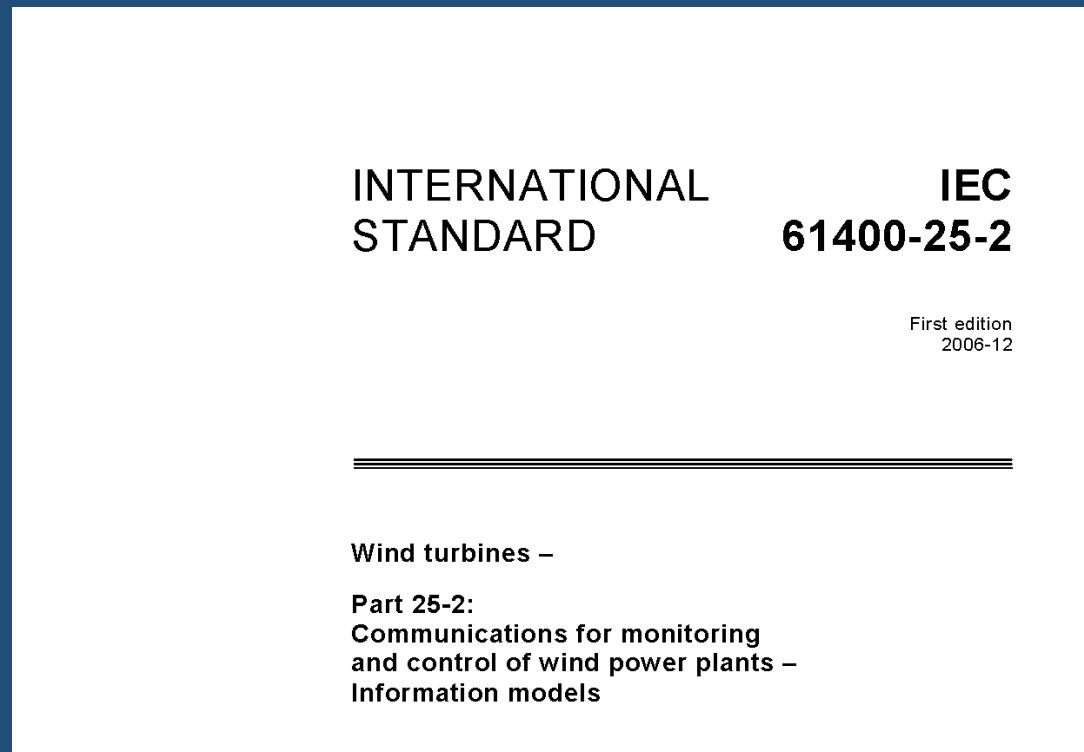 INTERNATIONAL
STANDARD
IEC
61400-25-2
First edition
2006-12
Wind turbines –
Part 25-2:
Communications for monitoring
and control of wind power plants –
Information models